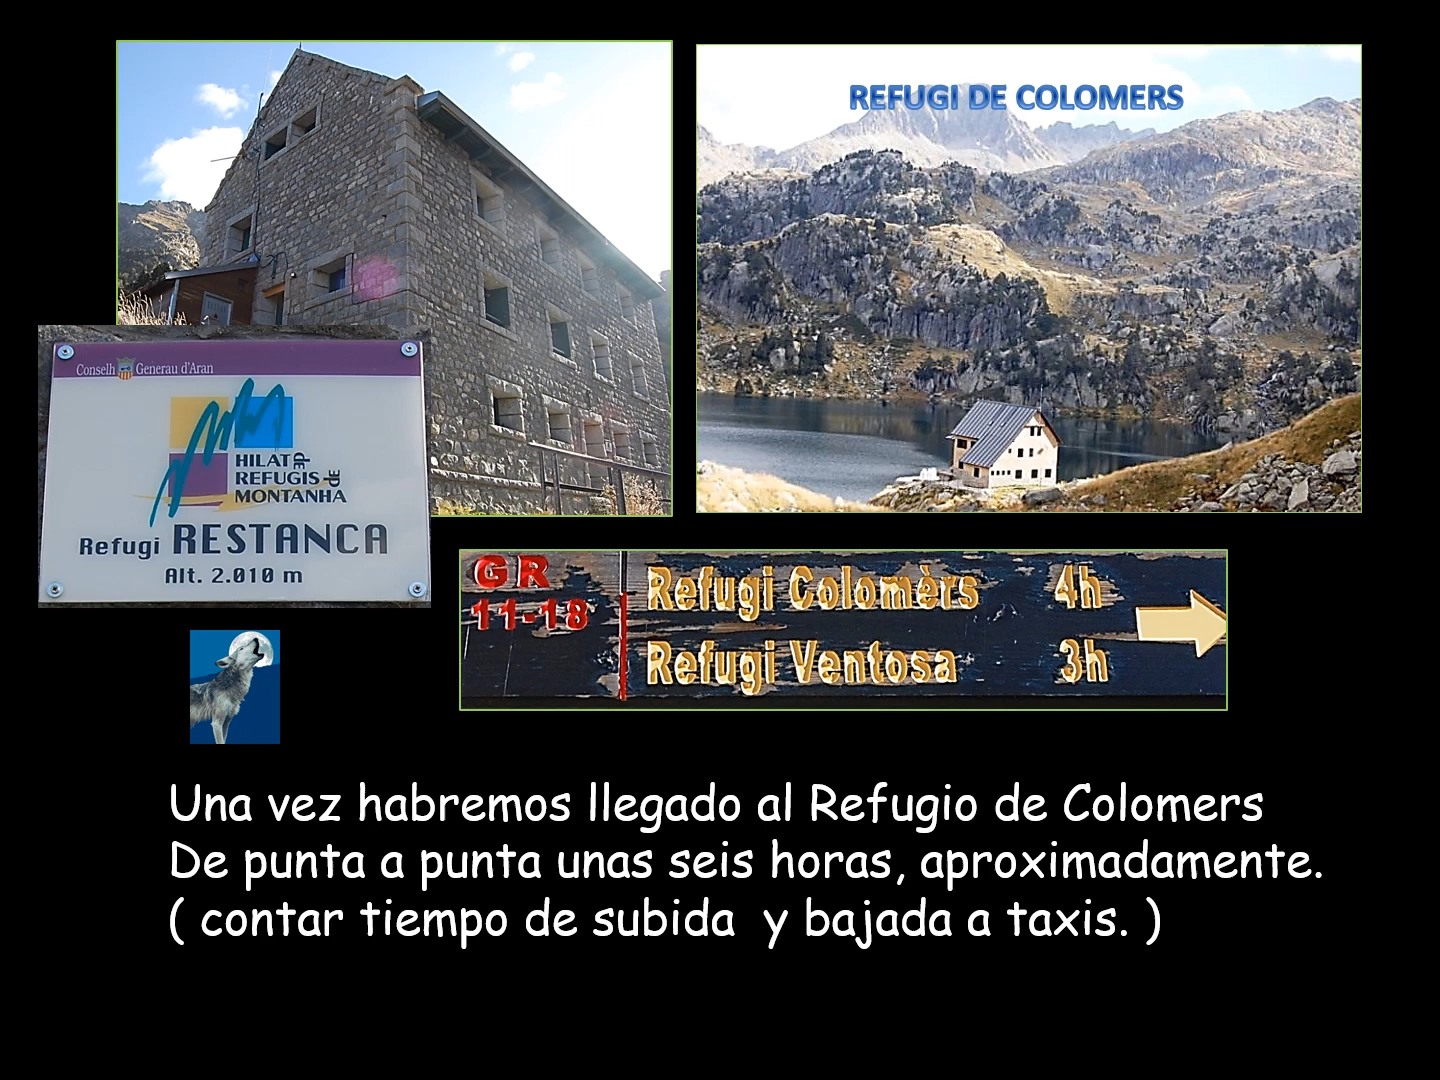 REFUGI DE COLOMERS
Conselh Generau d'Aran
HILAT DE
REFUGIS DE
MONTANHA
Refugi RESTANCA
Alt. 2.010 m
GR
11-18
Refugi Colomèrs 4h
Refugi Ventosa 3h
Una vez habremos llegado al Refugio de Colomers
De punta a punta unas seis horas, aproximadamente.
( contar tiempo de subida  y bajada a taxis. )